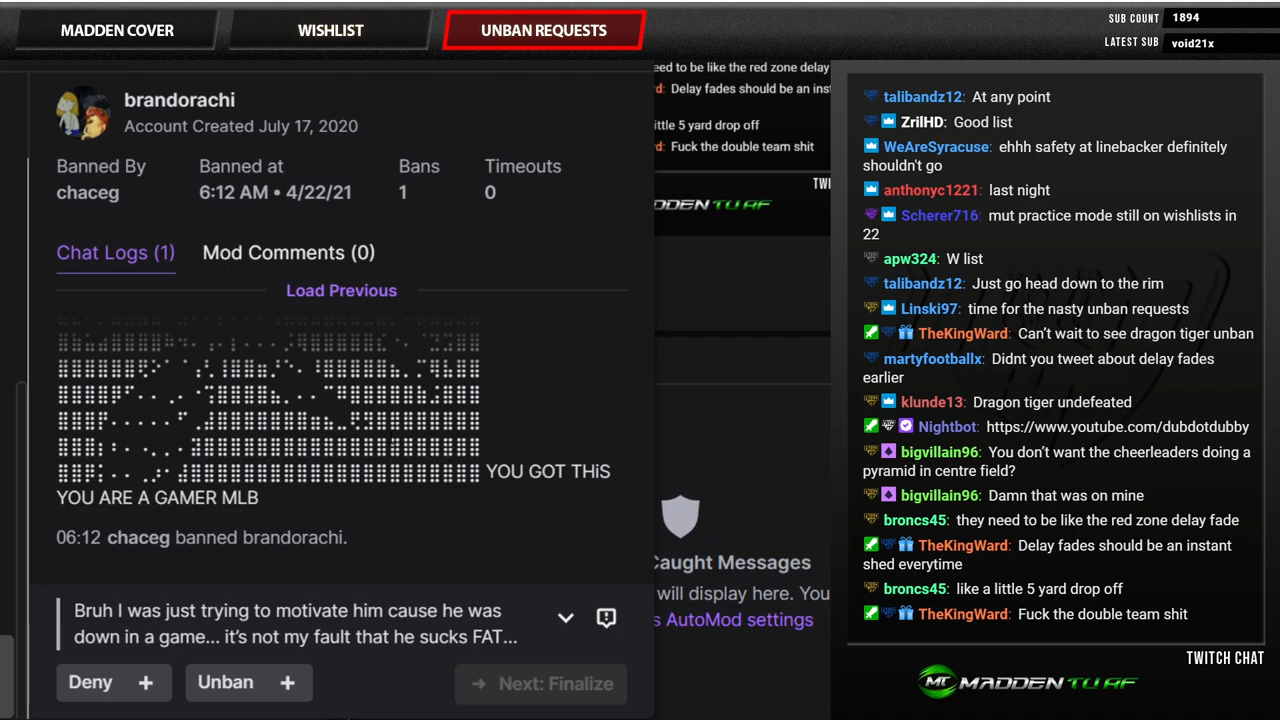 MADDEN COVER
WISHLIST
UNBAN REQUESTS
SUB COUNT 1894
LATEST SUB void21x
brandorachi
Account Created July 17, 2020
Banned By
chaceg
Banned at
6:12 AM • 4/22/21
Bans
1
Timeouts
0
Chat Logs (1)
Mod Comments (0)
Load Previous
YOU GOT THiS
YOU ARE A GAMER MLB
06:12 chaceg banned brandorachi.
Bruh I was just trying to motivate him cause he was
down in a game... it's not my fault that he sucks FAT...
Deny +
Unban +
→ Next: Finalize
ed to be like the red zone delay
d: Delay fades should be an inst
ittle 5 yard drop off
d: Fuck the double team shit
TWI
DDEN TURF
Caught Messages
will display here. You
s AutoMod settings
talibandz12: At any point
ZrilHD: Good list
WeAreSyracuse: ehhh safety at linebacker definitely
shouldn't go
anthonyc1221: last night
Scherer716: mut practice mode still on wishlists in
22
apw324: W list
talibandz12: Just go head down to the rim
Linski97: time for the nasty unban requests
TheKingWard: Can't wait to see dragon tiger unban
martyfootballx: Didnt you tweet about delay fades
earlier
klunde13: Dragon tiger undefeated
Nightbot: https://www.youtube.com/dubdotdubby
bigvillain96: You don't want the cheerleaders doing a
pyramid in centre field?
bigvillain96: Damn that was on mine
broncs45: they need to be like the red zone delay fade
TheKingWard: Delay fades should be an instant
shed everytime
broncs45: like a little 5 yard drop off
TheKingWard: Fuck the double team shit
TWITCH CHAT
MT MADDEN TURF